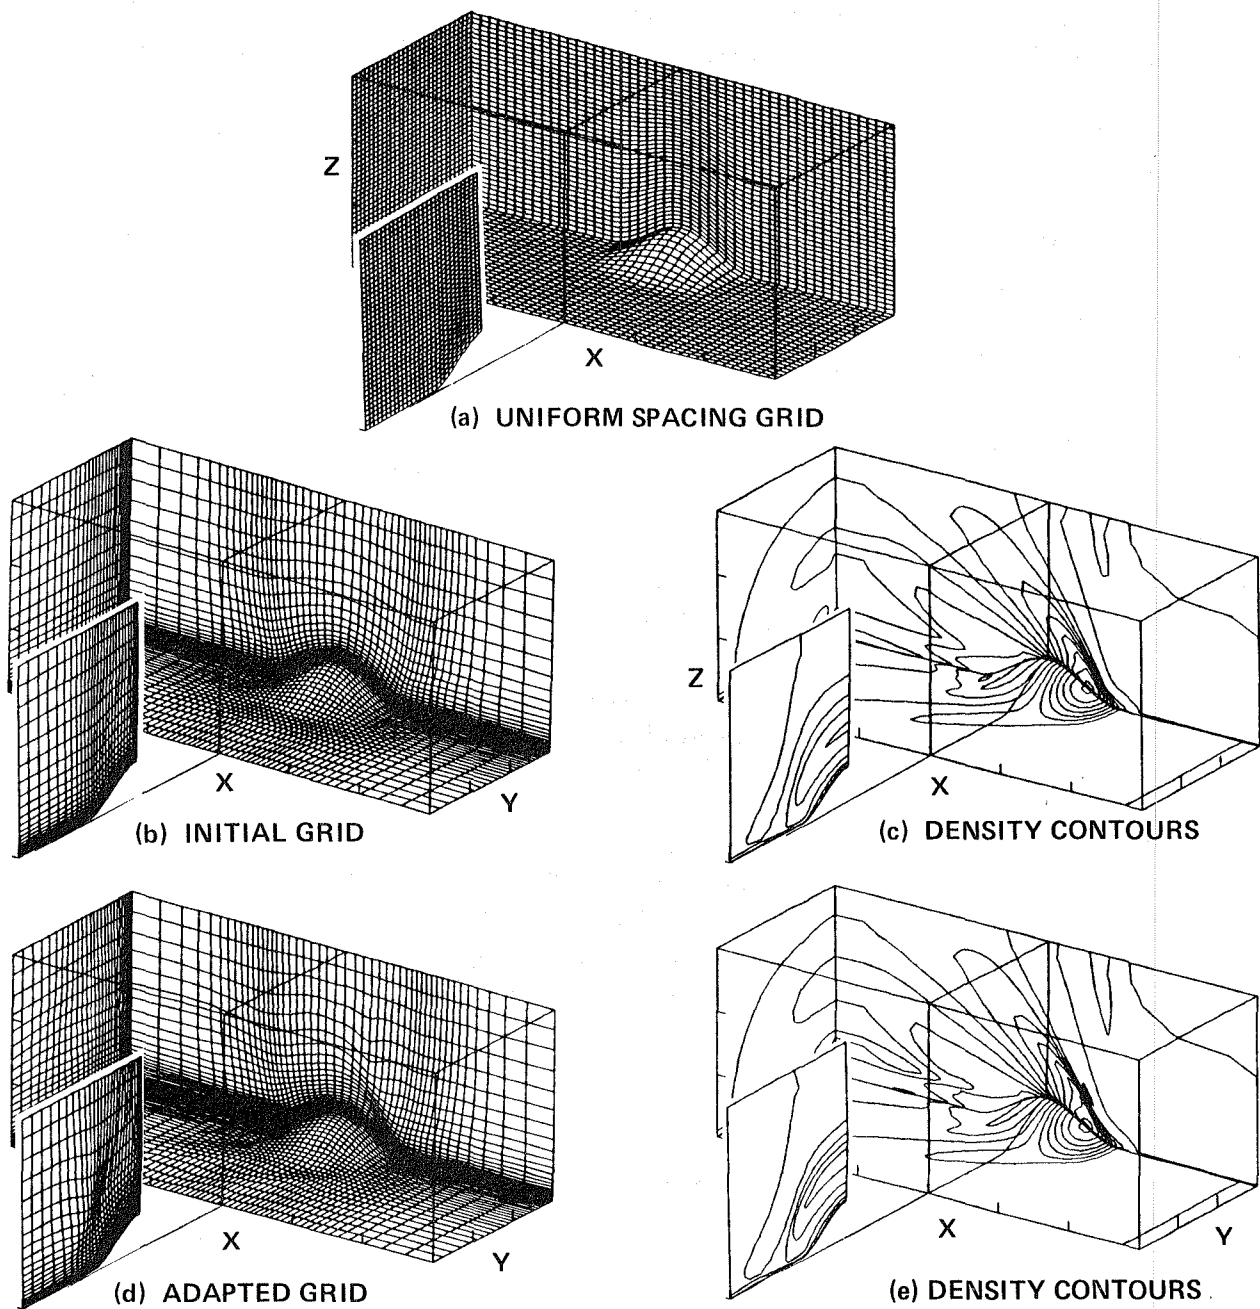 Z
X
(a) UNIFORM SPACING GRID
X
Y
(b) INITIAL GRID
Z
X
(c) DENSITY CONTOURS
X
Y
(d) ADAPTED GRID
X
Y
(e) DENSITY CONTOURS